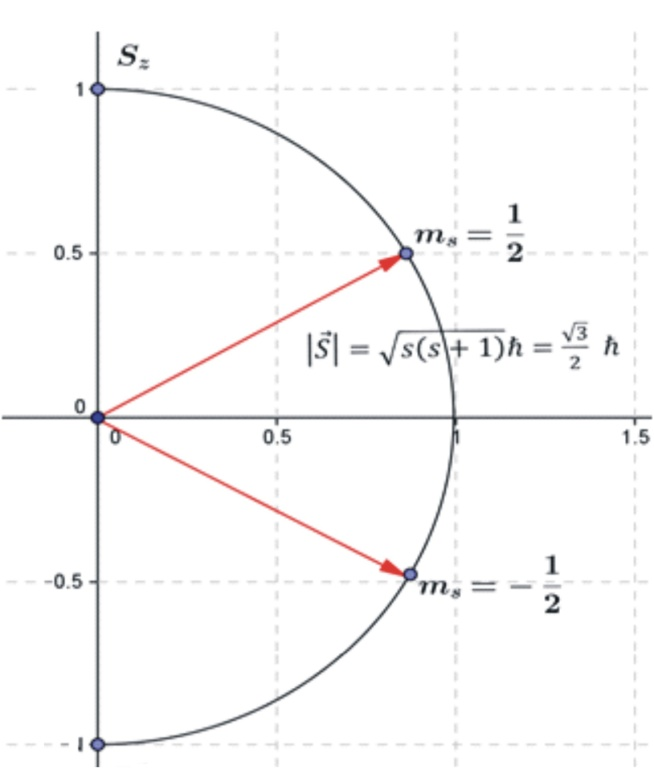 S_z
1
m_s = 1/2
0.5
|S⃗| = √s(s + 1)ħ = √3/2 ħ
0
0 0.5 1 1.5
−0.5
m_s = − 1/2